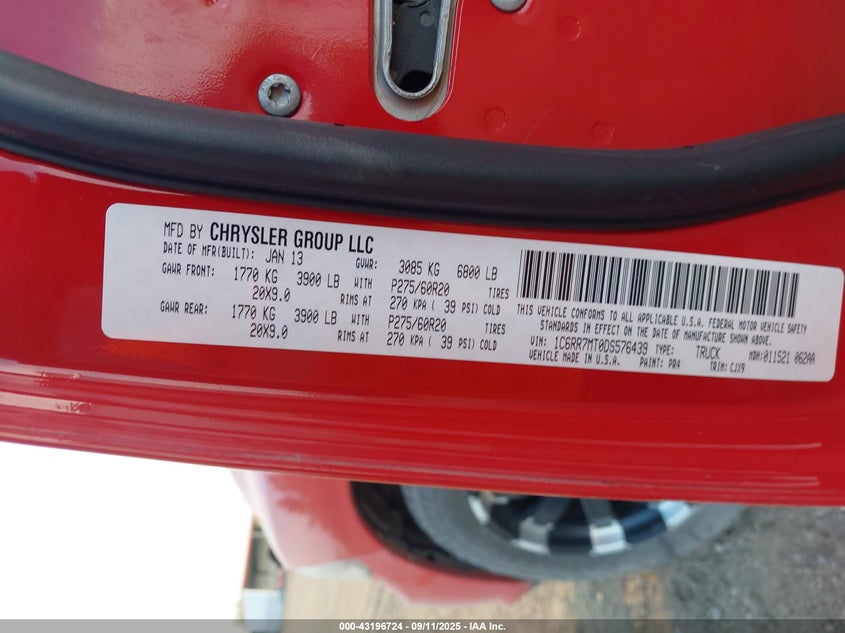 MFD BY CHRYSLER GROUP LLC
DATE OF MFR(BUILT): JAN 13 GVWR: 3085 KG 6800 LB
GAWR FRONT: 1770 KG 3900 LB WITH P275/60R20 TIRES
20X9.0 RIMS AT 270 KPA ( 39 PSI) COLD
GAWR REAR: 1770 KG 3900 LB WITH P275/60R20 TIRES
20X9.0 RIMS AT 270 KPA ( 39 PSI) COLD
THIS VEHICLE CONFORMS TO ALL APPLICABLE U.S.A. FEDERAL MOTOR VEHICLE SAFETY
STANDARDS IN EFFECT ON THE DATE OF MANUFACTURE SHOWN ABOVE.
VIN: 1C6RR7MT0DS576439 TYPE: TRUCK MDH:011521 062AA
VEHICLE MADE IN U.S.A. PAINT: PR4 TRIM: CJX9
000-43196724 - 09/11/2025 - IAA Inc.